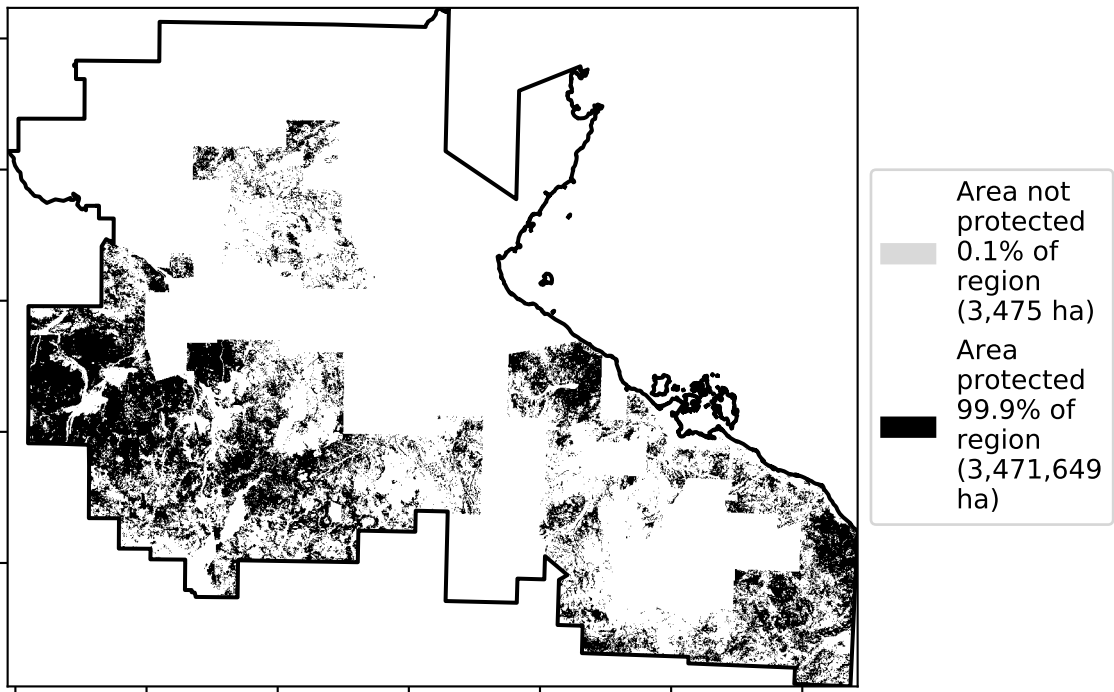 Area not
protected
0.1% of
region
(3,475 ha)
Area
protected
99.9% of
region
(3,471,649
ha)